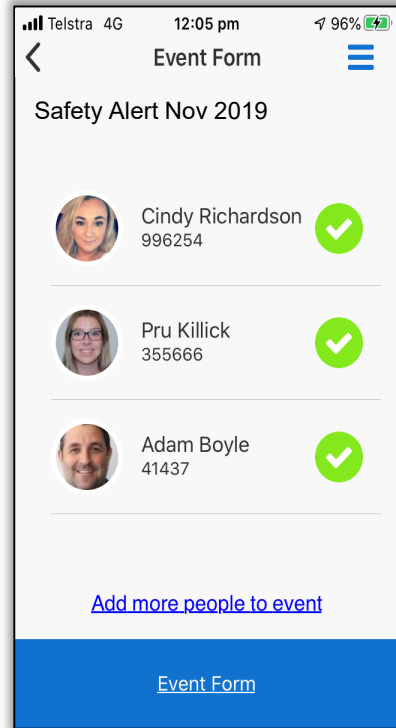 Telstra 4G 12:05 pm 96%
Event Form
Safety Alert Nov 2019
Cindy Richardson
996254
Pru Killick
355666
Adam Boyle
41437
Add more people to event
Event Form